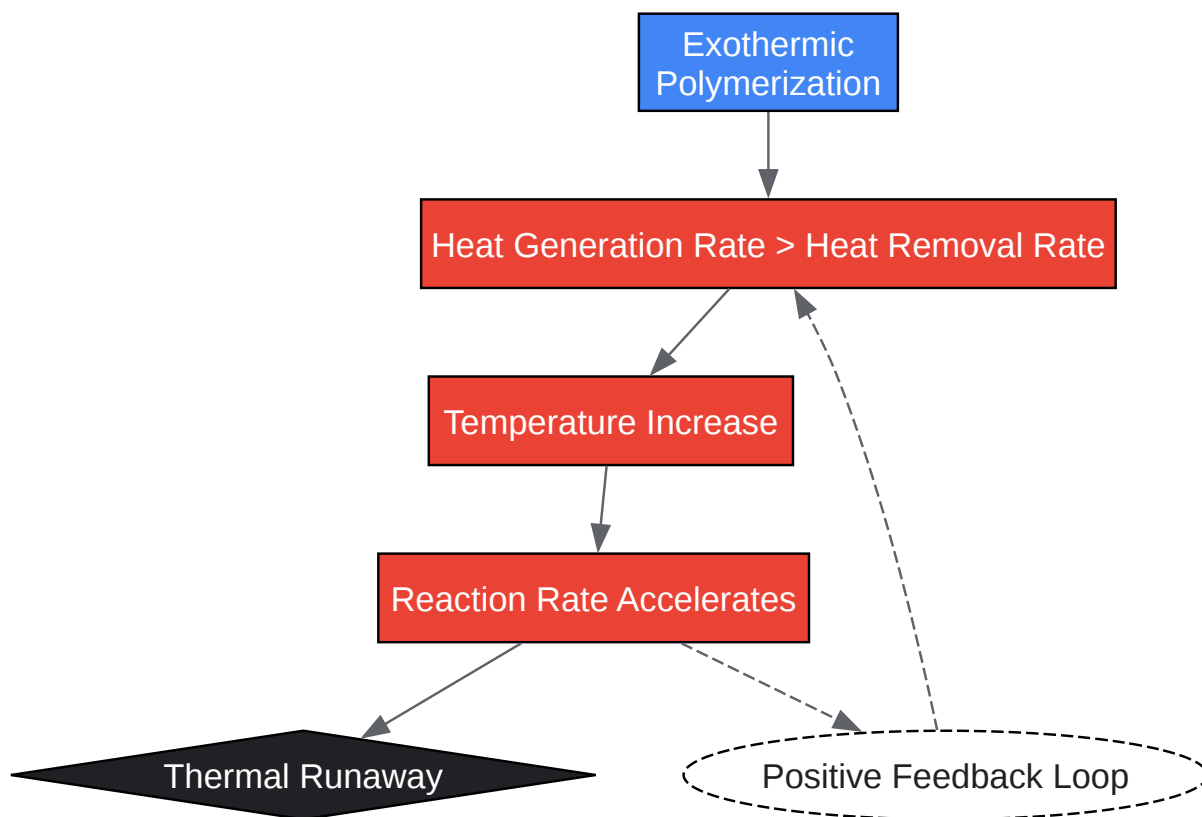 Exothermic
Polymerization
Heat Generation Rate > Heat Removal Rate
Temperature Increase
Reaction Rate Accelerates
Thermal Runaway
Positive Feedback Loop